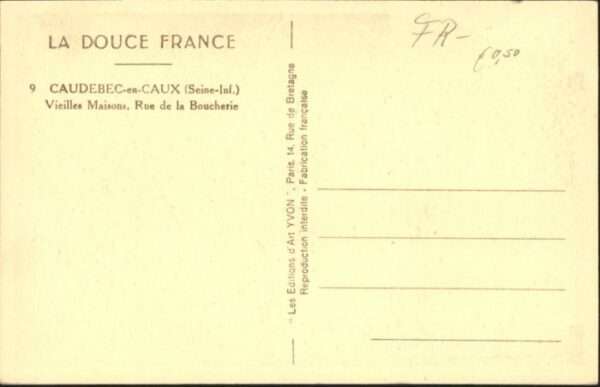 LA DOUCE FRANCE
9 CAUDEBEC-en-CAUX (Seine-Inf.)
Vieilles Maisons, Rue de la Boucherie
"Les Editions d'Art YVON" - Paris, 14, Rue de Bretagne
Reproduction interdite - Fabrication française
FR-
€ 0,50